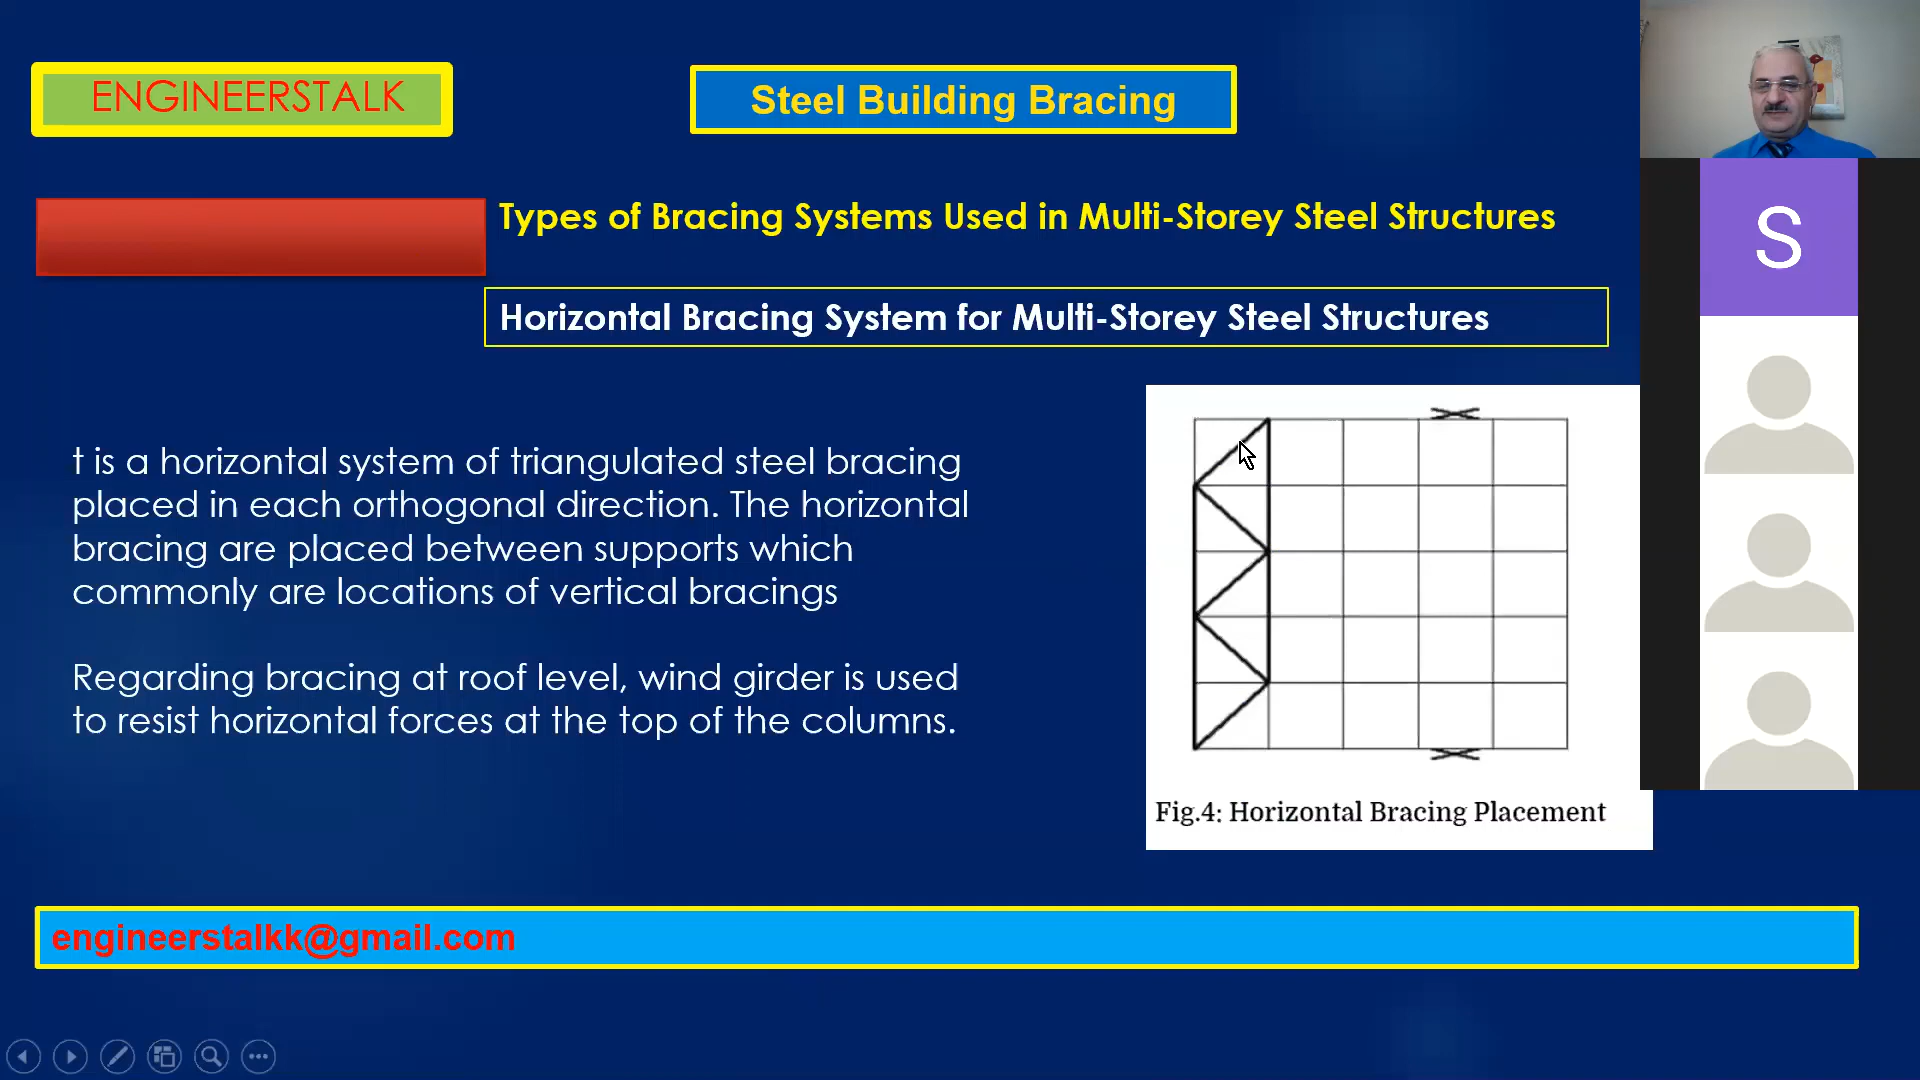 ENGINEERSTALK
Steel Building Bracing
Types of Bracing Systems Used in Multi-Storey Steel Structures
Horizontal Bracing System for Multi-Storey Steel Structures
t is a horizontal system of triangulated steel bracing
placed in each orthogonal direction. The horizontal
bracing are placed between supports which
commonly are locations of vertical bracings
Regarding bracing at roof level, wind girder is used
to resist horizontal forces at the top of the columns.
Fig.4: Horizontal Bracing Placement
S
engineerstalkk@gmail.com